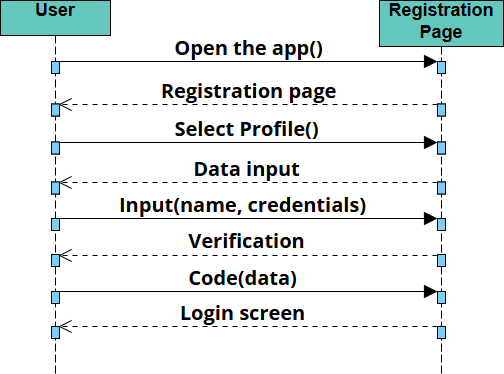 User
Registration
Page
Open the app()
Registration page
Select Profile()
Data input
Input(name, credentials)
Verification
Code(data)
Login screen